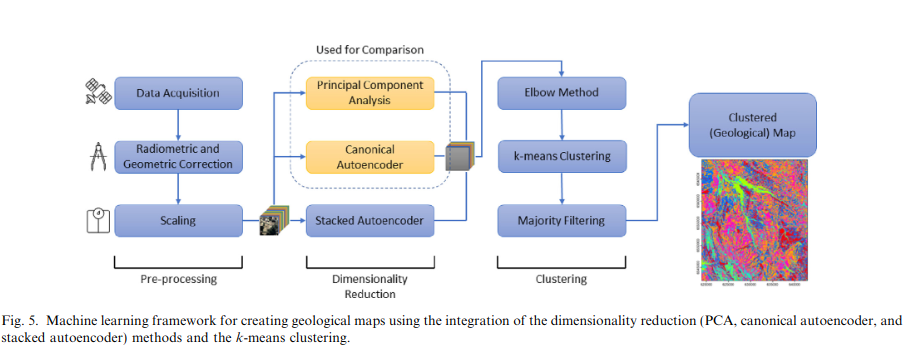 Used for Comparison
Data Acquisition
Radiometric and
Geometric Correction
Scaling
Pre-processing
Principal Component
Analysis
Canonical
Autoencoder
Stacked Autoencoder
Dimensionality
Reduction
Elbow Method
k-means Clustering
Majority Filtering
Clustering
Clustered
(Geological) Map
Fig. 5. Machine learning framework for creating geological maps using the integration of the dimensionality reduction (PCA, canonical autoencoder, and
stacked autoencoder) methods and the k-means clustering.